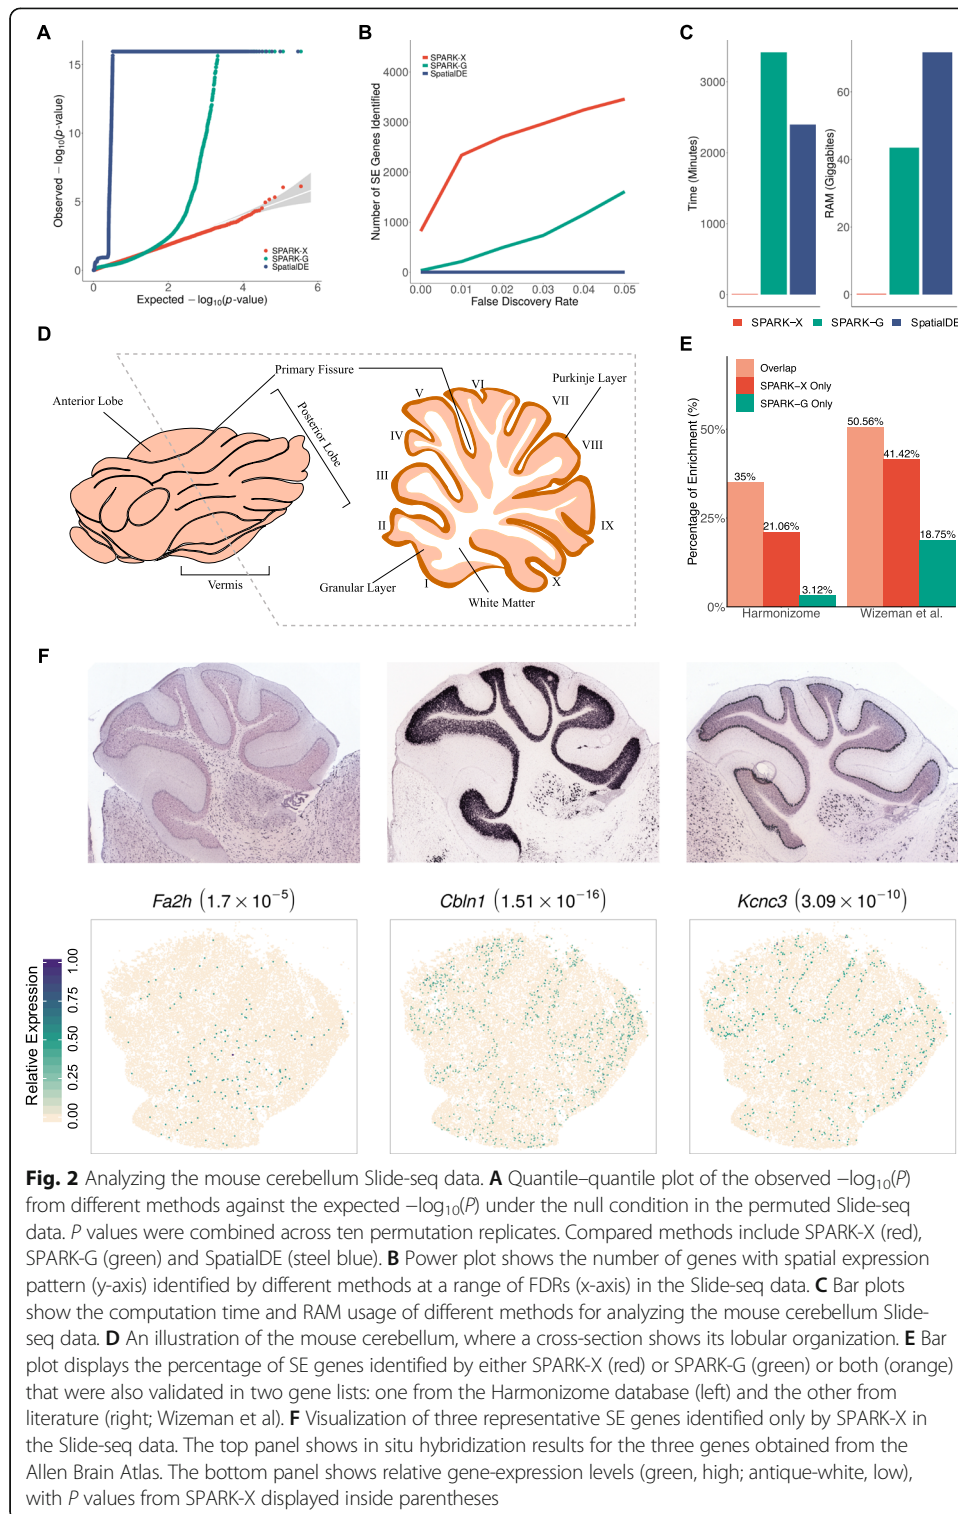 A
B
C
15
10
5
0
Observed − log10(p-value)
0
2
4
6
Expected − log10(p-value)
SPARK-X
SPARK-G
SpatialDE
SPARK-X
SPARK-G
SpatialDE
4000
3000
2000
1000
0
Number of SE Genes Identified
0.00 0.01 0.02 0.03 0.04 0.05
False Discovery Rate
3000
2000
1000
0
Time (Minutes)
60
40
20
0
RAM (Giggabites)
SPARK−X SPARK−G SpatialDE
D
Primary Fissure
Anterior Lobe
Posterior Lobe
Vermis
Granular Layer
White Matter
Purkinje Layer
I
II
III
IV
V
VI
VII
VIII
IX
X
E
Overlap
SPARK−X Only
SPARK−G Only
Percentage of Enrichment (%)
50%
25%
0%
35%
21.06%
3.12%
50.56%
41.42%
18.75%
Harmonizome
Wizeman et al.
F
Fa2h (1.7 × 10−5)
Cbln1 (1.51 × 10−16)
Kcnc3 (3.09 × 10−10)
Relative Expression
0.00 0.25 0.50 0.75 1.00
Fig. 2 Analyzing the mouse cerebellum Slide-seq data. A Quantile–quantile plot of the observed −log10(P)
from different methods against the expected −log10(P) under the null condition in the permuted Slide-seq
data. P values were combined across ten permutation replicates. Compared methods include SPARK-X (red),
SPARK-G (green) and SpatialDE (steel blue). B Power plot shows the number of genes with spatial expression
pattern (y-axis) identified by different methods at a range of FDRs (x-axis) in the Slide-seq data. C Bar plots
show the computation time and RAM usage of different methods for analyzing the mouse cerebellum Slide-
seq data. D An illustration of the mouse cerebellum, where a cross-section shows its lobular organization. E Bar
plot displays the percentage of SE genes identified by either SPARK-X (red) or SPARK-G (green) or both (orange)
that were also validated in two gene lists: one from the Harmonizome database (left) and the other from
literature (right; Wizeman et al). F Visualization of three representative SE genes identified only by SPARK-X in
the Slide-seq data. The top panel shows in situ hybridization results for the three genes obtained from the
Allen Brain Atlas. The bottom panel shows relative gene-expression levels (green, high; antique-white, low),
with P values from SPARK-X displayed inside parentheses